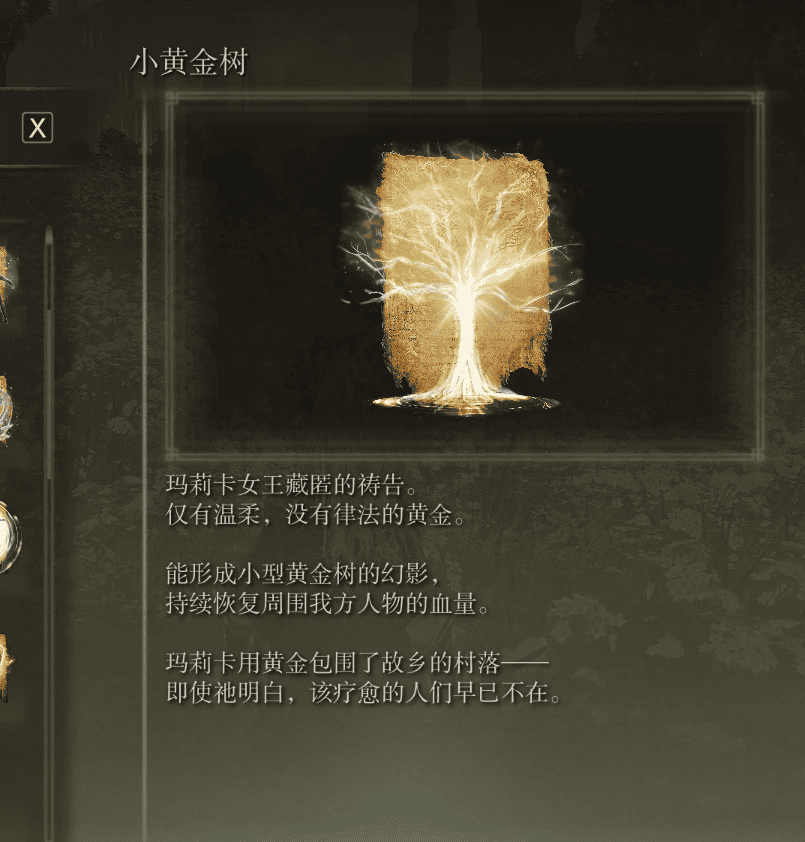 小黄金树
X
玛莉卡女王藏匿的祷告。
仅有温柔，没有律法的黄金。
能形成小型黄金树的幻影，
持续恢复周围我方人物的血量。
玛莉卡用黄金包围了故乡的村落——
即使祂明白，该疗愈的人们早已不在。